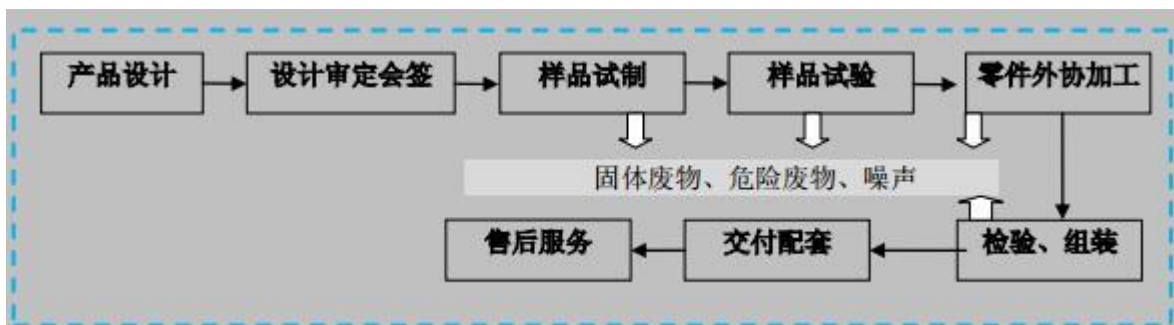 产品设计
设计审定会签
样品试制
样品试验
零件外协加工
固体废物、危险废物、噪声
售后服务
交付配套
检验、组装